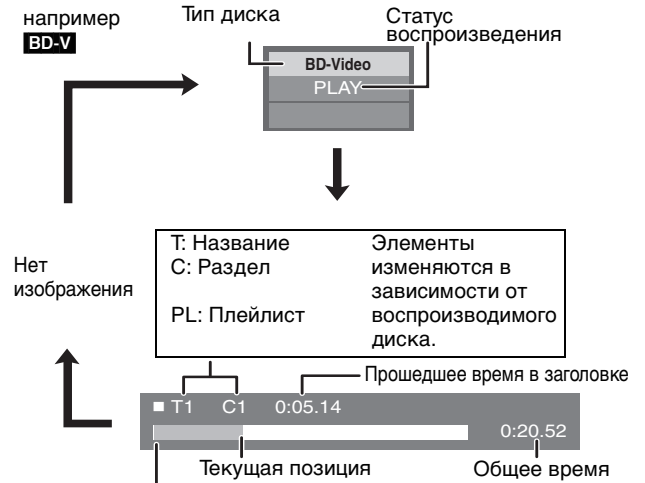 например
BD-V
Тип диска
Статус
воспроизведения
BD-Video
PLAY
Нет
изображения
T: Название
C: Раздел
PL: Плейлист
Элементы
изменяются в
зависимости от
воспроизводимого
диска.
Прошедшее время в заголовке
T1 C1 0:05.14
0:20.52
Текущая позиция
Общее время